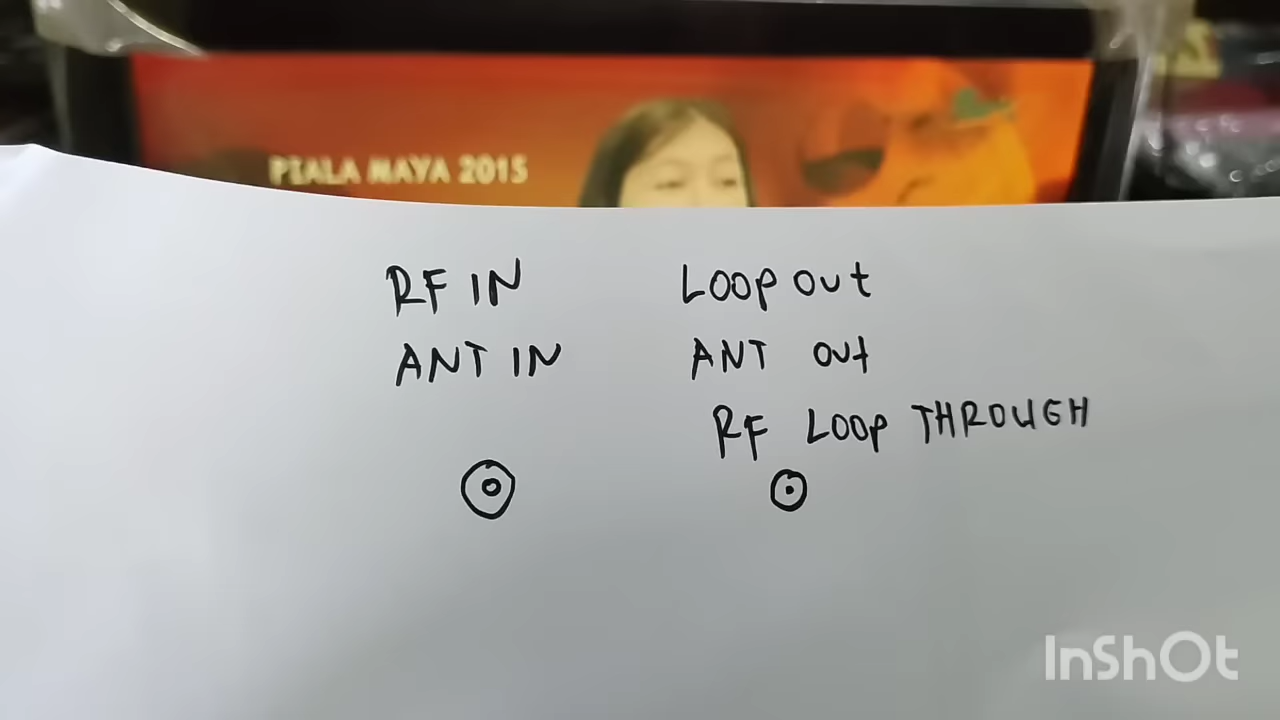 PIALA MAYA 2015
RF IN LOOP OUt
ANT IN ANT OUt
RF LOOP THROUGH
InShOt